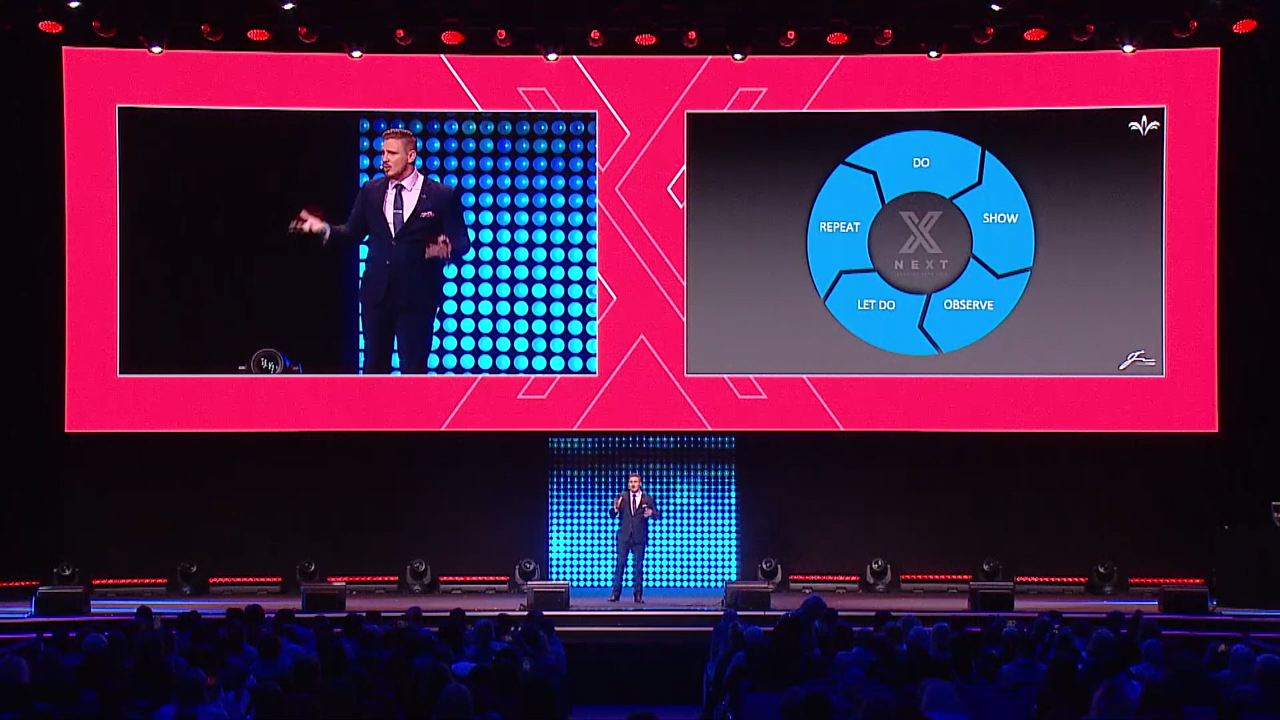 DO
SHOW
REPEAT
X
NEXT
LET DO
OBSERVE